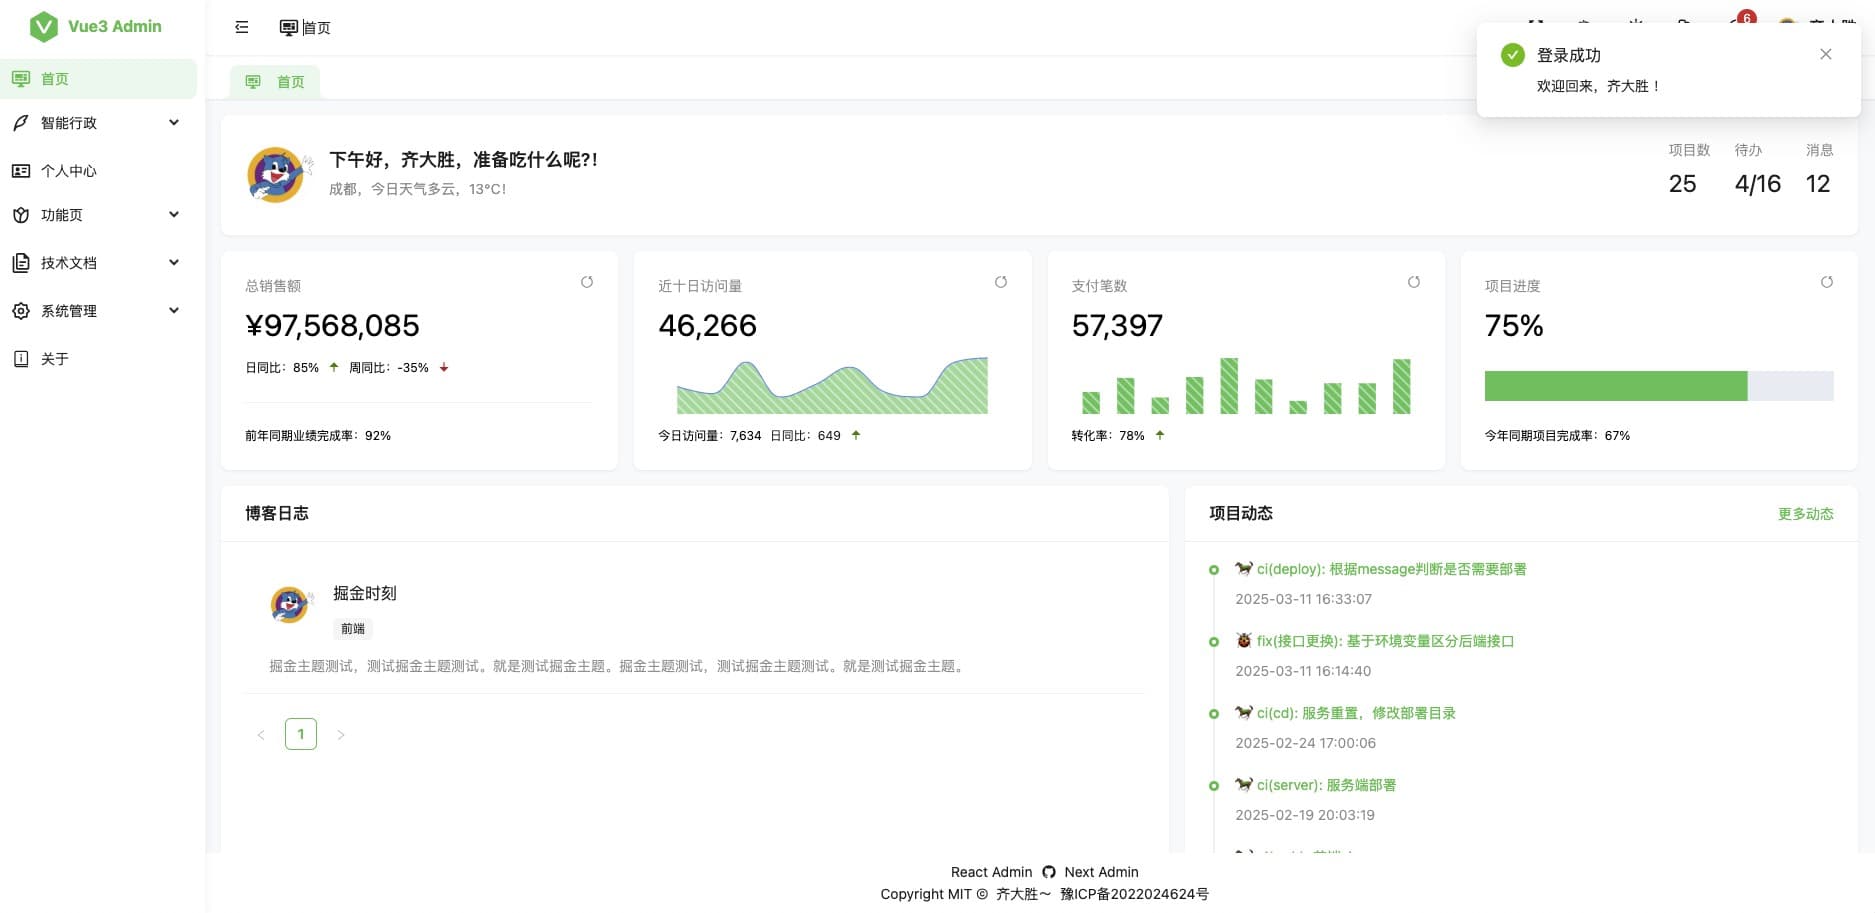 Vue3 Admin
首页
智能行政
个人中心
功能页
技术文档
系统管理
关于
首页
6
首页
登录成功
欢迎回来，齐大胜！
下午好，齐大胜，准备吃什么呢?!
成都，今日天气多云，13°C！
项目数 待办 消息
25 4/16 12
总销售额
¥97,568,085
日同比：85% 周同比：-35%
前年同期业绩完成率：92%
近十日访问量
46,266
今日访问量：7,634 日同比：649
支付笔数
57,397
转化率：78%
项目进度
75%
今年同期项目完成率：67%
博客日志
掘金时刻
前端
掘金主题测试，测试掘金主题测试。就是测试掘金主题。掘金主题测试，测试掘金主题测试。就是测试掘金主题。
1
项目动态 更多动态
ci(deploy): 根据message判断是否需要部署
2025-03-11 16:33:07
fix(接口更换): 基于环境变量区分后端接口
2025-03-11 16:14:40
ci(cd): 服务重置，修改部署目录
2025-02-24 17:00:06
ci(server): 服务端部署
2025-02-19 20:03:19
React Admin Next Admin
Copyright MIT © 齐大胜～ 豫ICP备2022024624号